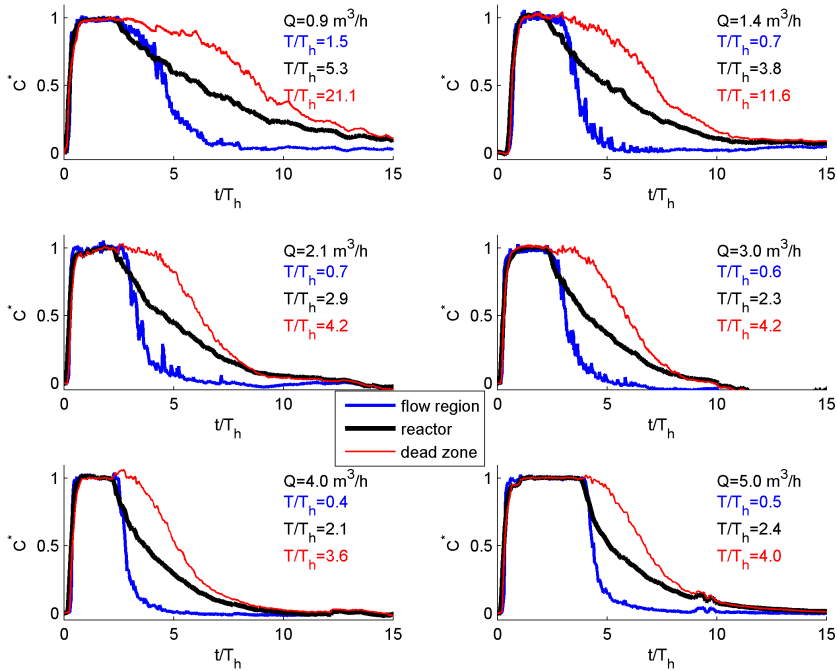 Q=0.9 m³/h
T/Tₕ=1.5
T/Tₕ=5.3
T/Tₕ=21.1
1
0.5
0
C*
0 5 10 15
t/Tₕ
Q=1.4 m³/h
T/Tₕ=0.7
T/Tₕ=3.8
T/Tₕ=11.6
1
0.5
0
C*
0 5 10 15
t/Tₕ
Q=2.1 m³/h
T/Tₕ=0.7
T/Tₕ=2.9
T/Tₕ=4.2
1
0.5
0
C*
0 5 10 15
t/Tₕ
Q=3.0 m³/h
T/Tₕ=0.6
T/Tₕ=2.3
T/Tₕ=4.2
1
0.5
0
C*
0 5 10 15
t/Tₕ
flow region
reactor
dead zone
Q=4.0 m³/h
T/Tₕ=0.4
T/Tₕ=2.1
T/Tₕ=3.6
1
0.5
0
C*
0 5 10 15
t/Tₕ
Q=5.0 m³/h
T/Tₕ=0.5
T/Tₕ=2.4
T/Tₕ=4.0
1
0.5
0
C*
0 5 10 15
t/Tₕ